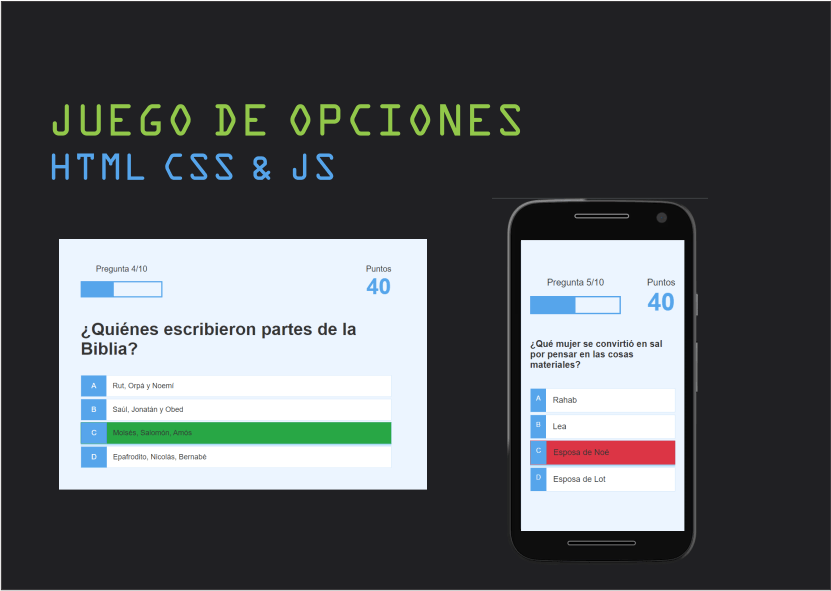 JUEGO DE OPCIONES
HTML CSS & JS
Pregunta 4/10
Puntos
40
¿Quiénes escribieron partes de la
Biblia?
A Rut, Orpá y Noemí
B Saúl, Jonatán y Obed
C Moisés, Salomón, Amós
D Epafrodito, Nicolás, Bernabé
Pregunta 5/10
Puntos
40
¿Qué mujer se convirtió en sal
por pensar en las cosas
materiales?
A Rahab
B Lea
C Esposa de Noé
D Esposa de Lot